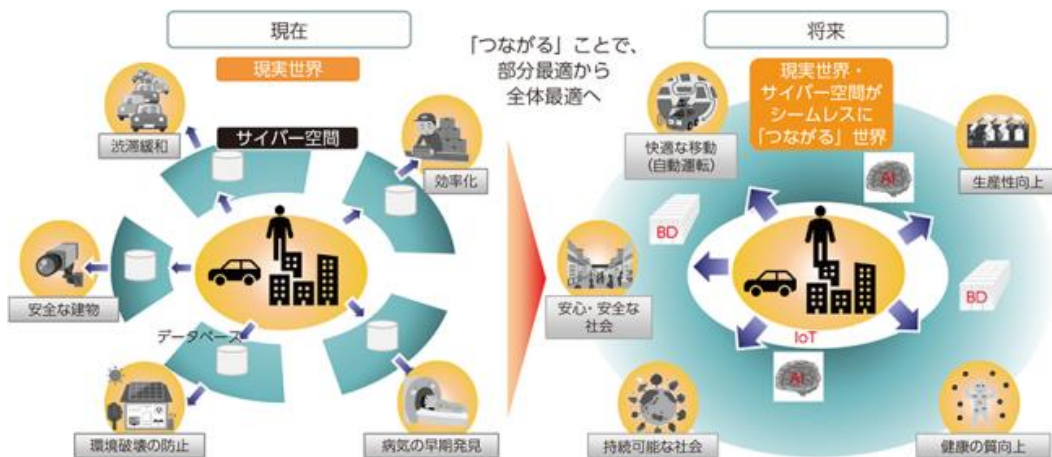 現在
現実世界
サイバー空間
渋滞緩和
効率化
安全な建物
データベース
環境破壊の防止
病気の早期発見
「つながる」ことで、
部分最適から
全体最適へ
将来
現実世界・
サイバー空間が
シームレスに
「つながる」世界
快適な移動
(自動運転)
AI
生産性向上
BD
BD
安心・安全な
社会
IoT
AI
持続可能な社会
健康の質向上